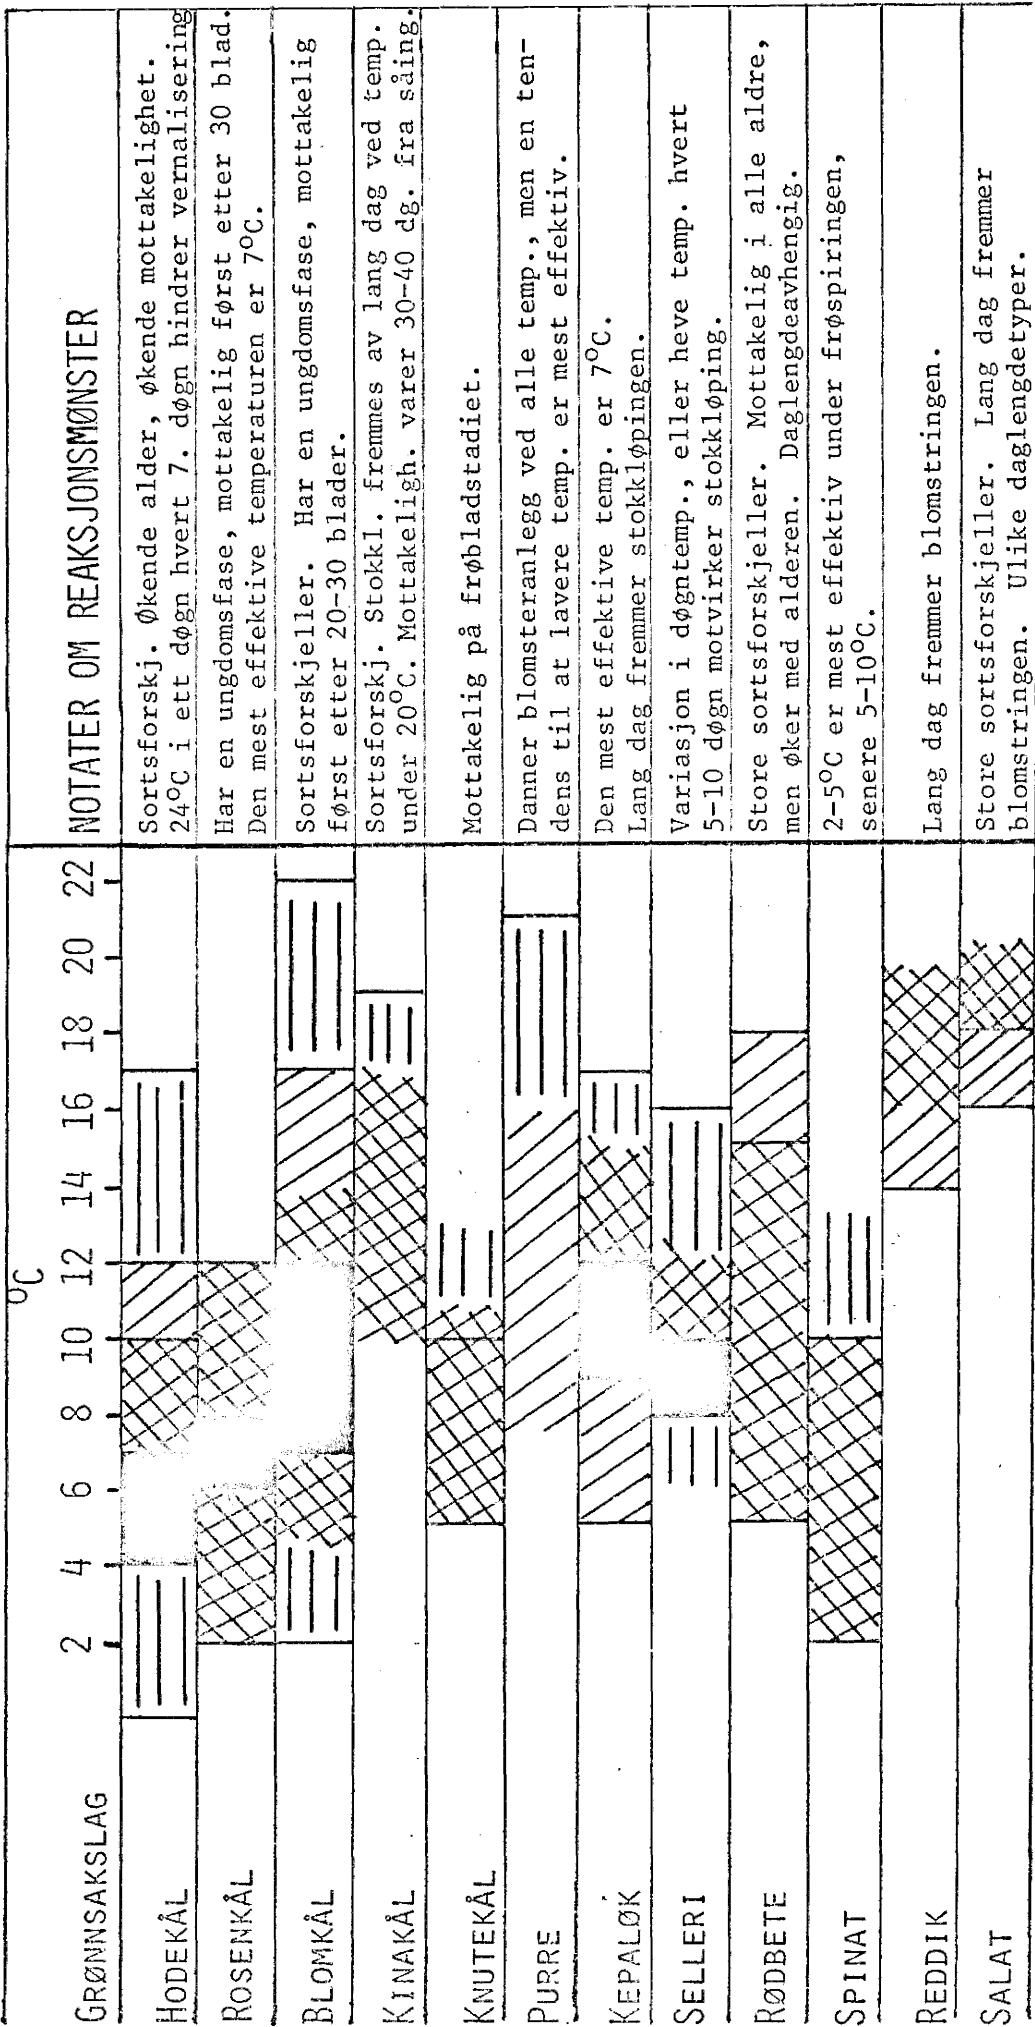 GRØNNSAKSLAG
°C
2 4 6 8 10 12 14 16 18 20 22
NOTATER OM REAKSJONSMØNSTER
HODEKÅL
Sortsforskj. Økende alder, økende mottakelighet.
24°C i ett døgn hvert 7. døgn hindrer vernalisering
ROSENKÅL
Har en ungdomsfase, mottakelig først etter 30 blad.
Den mest effektive temperaturen er 7°C.
BLOMKÅL
Sortsforskjeller. Har en ungdomsfase, mottakelig
først etter 20-30 blader.
KINAKÅL
Sortsforskj. Stokkl. fremmes av lang dag ved temp.
under 20°C. Mottakeligh. varer 30-40 dg. fra såing.
KNUTEKÅL
Mottakelig på frøbladstadiet.
PURRE
Danner blomsteranlegg ved alle temp., men en ten-
dens til at lavere temp. er mest effektiv.
KEPALØK
Den mest effektive temp. er 7°C.
Lang dag fremmer stokkløpingen.
SELLERI
Variasjon i døgntemp., eller heve temp. hvert
5-10 døgn motvirker stokkløping.
RØDBETE
Store sortsforskjeller. Mottakelig i alle aldre,
men øker med alderen. Daglengdeavhengig.
SPINAT
2-5°C er mest effektiv under frøspiringen,
senere 5-10°C.
REDDIK
Lang dag fremmer blomstringen.
SALAT
Store sortsforskjeller. Lang dag fremmer
blomstringen. Ulike daglengdetyper.